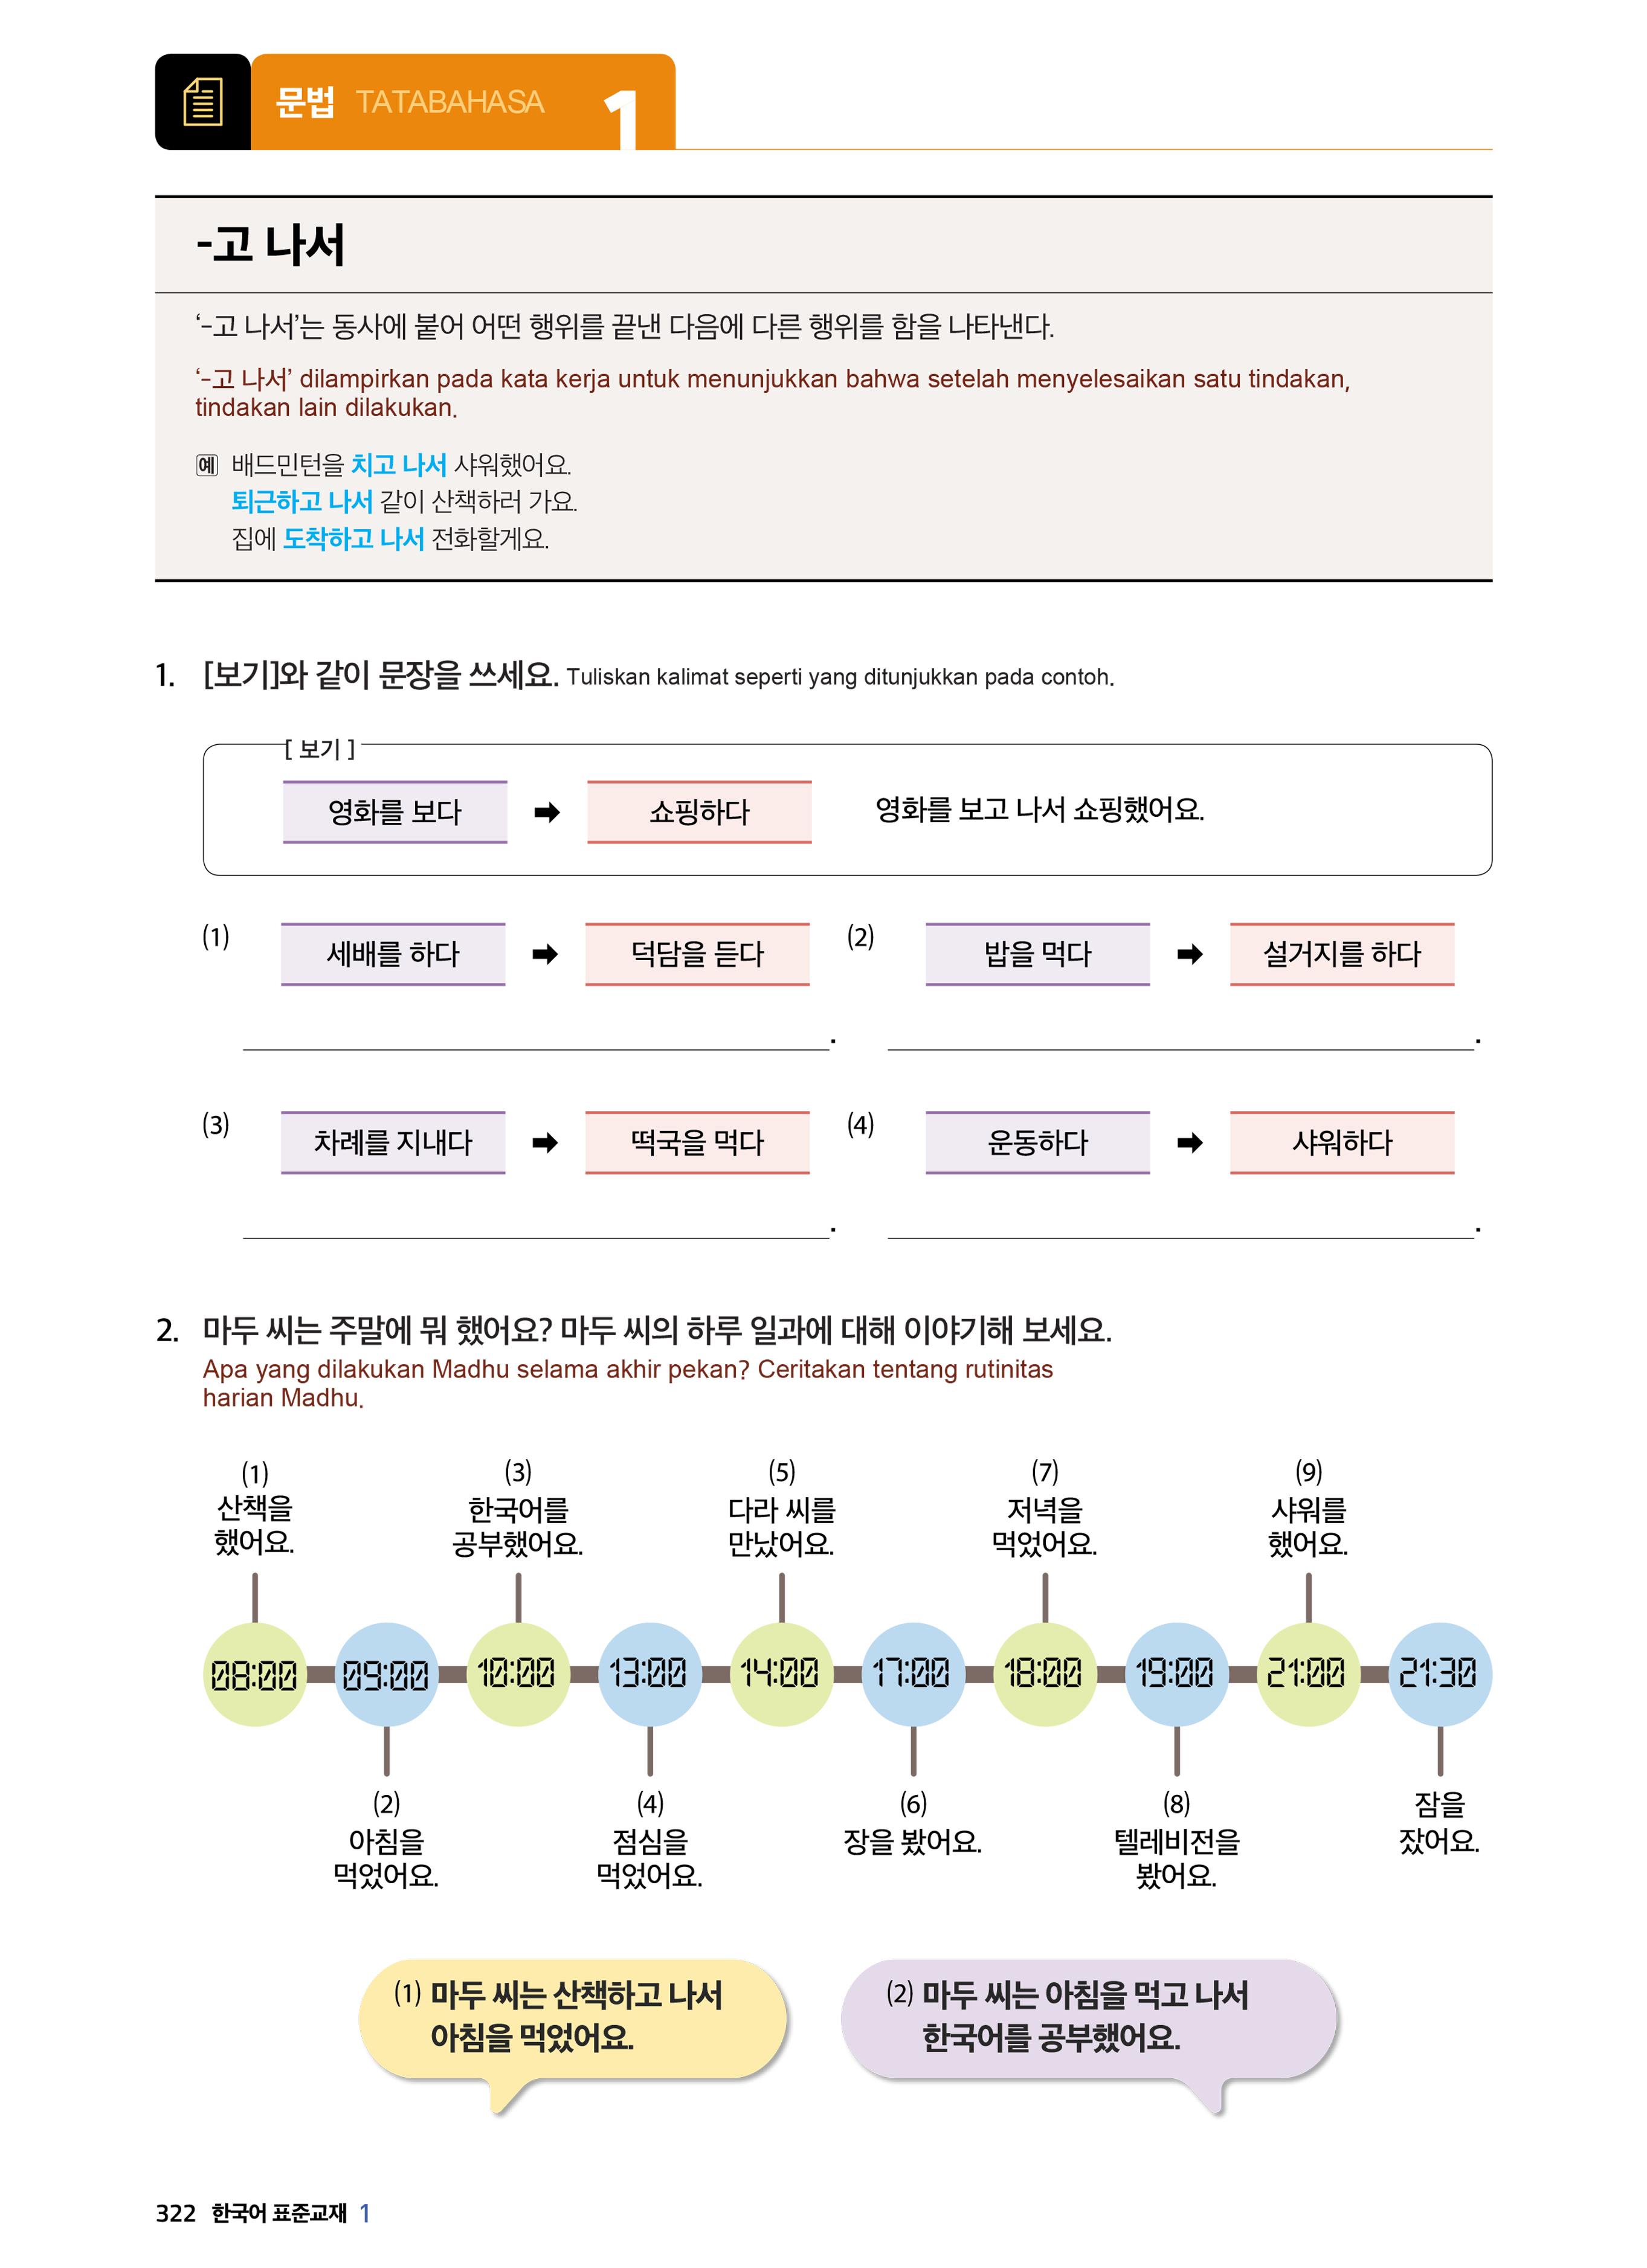 문법 TATABAHASA 1
-고 나서
‘-고 나서’는 동사에 붙어 어떤 행위를 끝낸 다음에 다른 행위를 함을 나타낸다.
‘-고 나서’ dilampirkan pada kata kerja untuk menunjukkan bahwa setelah menyelesaikan satu tindakan,
tindakan lain dilakukan.
예 배드민턴을 치고 나서 샤워했어요.
퇴근하고 나서 같이 산책하러 가요.
집에 도착하고 나서 전화할게요.
1. [보기]와 같이 문장을 쓰세요. Tuliskan kalimat seperti yang ditunjukkan pada contoh.
[ 보기 ]
영화를 보다 ➡ 쇼핑하다 영화를 보고 나서 쇼핑했어요.
(1) 세배를 하다 ➡ 덕담을 듣다 (2) 밥을 먹다 ➡ 설거지를 하다
. .
(3) 차례를 지내다 ➡ 떡국을 먹다 (4) 운동하다 ➡ 샤워하다
. .
2. 마두 씨는 주말에 뭐 했어요? 마두 씨의 하루 일과에 대해 이야기해 보세요.
Apa yang dilakukan Madhu selama akhir pekan? Ceritakan tentang rutinitas
harian Madhu.
(1) (3) (5) (7) (9)
산책을 한국어를 다라 씨를 저녁을 샤워를
했어요. 공부했어요. 만났어요. 먹었어요. 했어요.
08:00 09:00 10:00 13:00 14:00 17:00 18:00 19:00 21:00 21:30
(2) (4) (6) (8) 잠을
아침을 점심을 장을 봤어요. 텔레비전을 잤어요.
먹었어요. 먹었어요. 봤어요.
(1) 마두 씨는 산책하고 나서
아침을 먹었어요.
(2) 마두 씨는 아침을 먹고 나서
한국어를 공부했어요.
322 한국어 표준교재 1